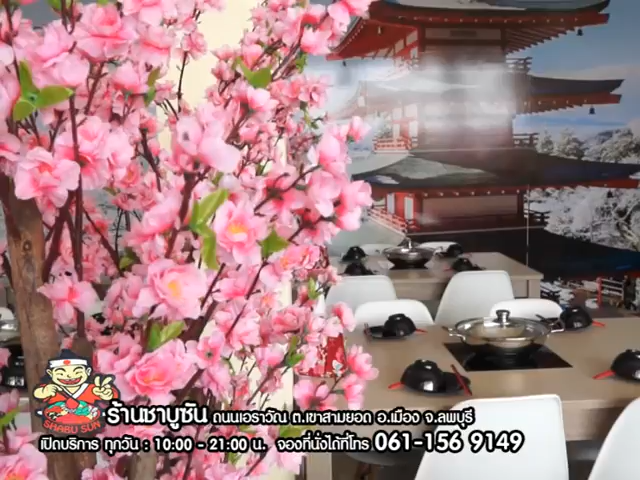 SHABU SUN
ร้านชาบูซัน ถนนเอราวัณ ต.เขาสามยอด อ.เมือง จ.ลพบุรี
เปิดบริการ ทุกวัน : 10:00 - 21:00 น. จองที่นั่งได้ที่โทร 061-156 9149